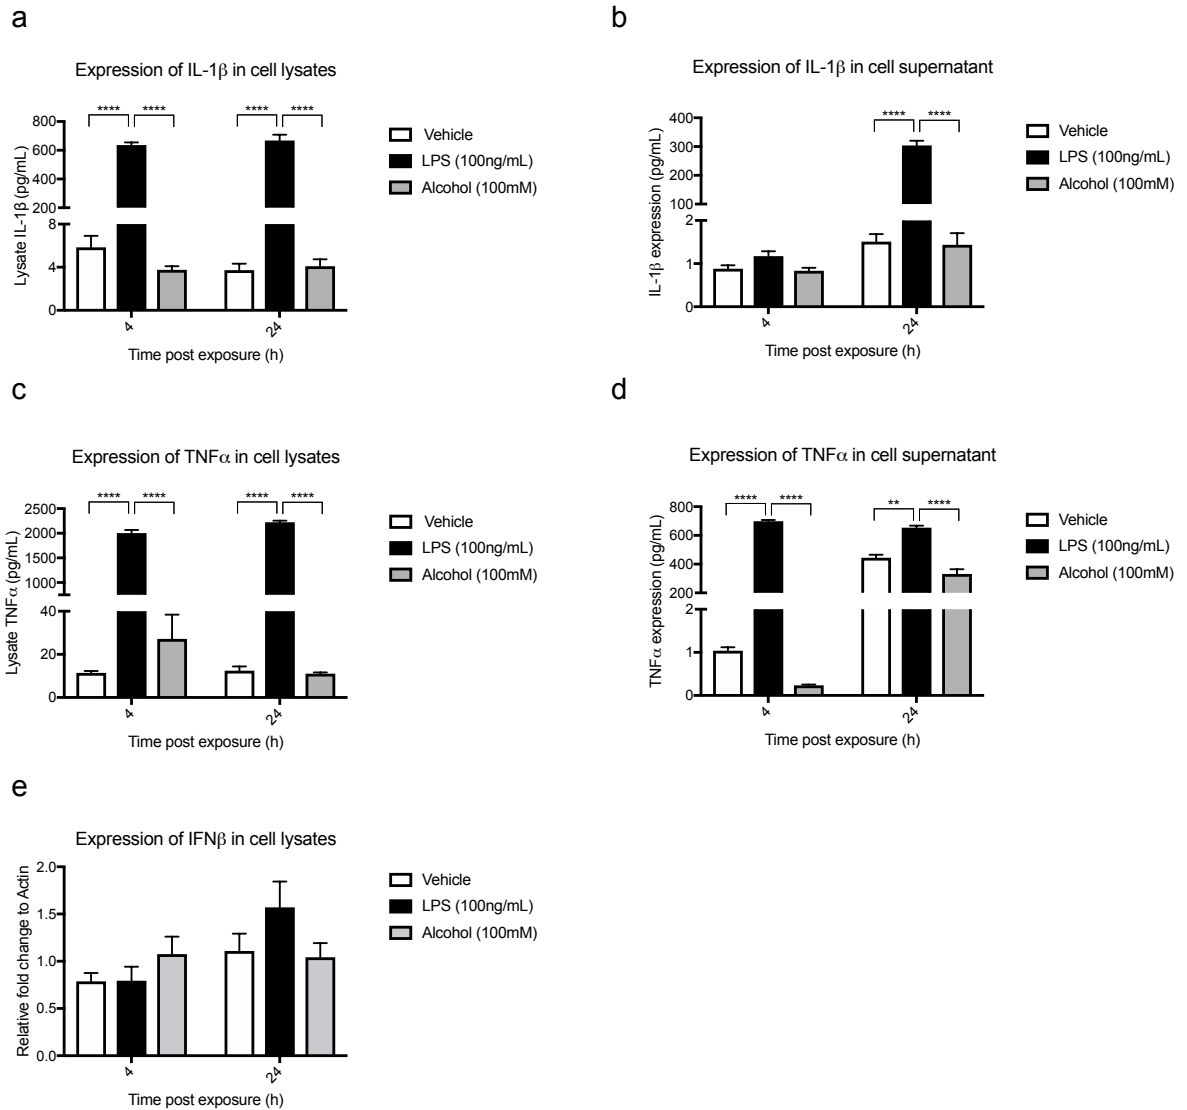 a
Expression of IL-1β in cell lysates
**** **** **** ****
800
600
400
200
8
4
0
Lysate IL-1β (pg/mL)
4 24
Time post exposure (h)
Vehicle
LPS (100ng/mL)
Alcohol (100mM)
b
Expression of IL-1β in cell supernatant
**** ****
400
300
200
100
2
1
0
IL-1β expression (pg/mL)
4 24
Time post exposure (h)
Vehicle
LPS (100ng/mL)
Alcohol (100mM)
c
Expression of TNFα in cell lysates
**** **** **** ****
2500
2000
1500
1000
40
20
0
Lysate TNFα (pg/mL)
4 24
Time post exposure (h)
Vehicle
LPS (100ng/mL)
Alcohol (100mM)
d
Expression of TNFα in cell supernatant
**** **** ** ****
800
600
400
200
2
1
0
TNFα expression (pg/mL)
4 24
Time post exposure (h)
Vehicle
LPS (100ng/mL)
Alcohol (100mM)
e
Expression of IFNβ in cell lysates
2.0
1.5
1.0
0.5
0.0
Relative fold change to Actin
4 24
Time post exposure (h)
Vehicle
LPS (100ng/mL)
Alcohol (100mM)